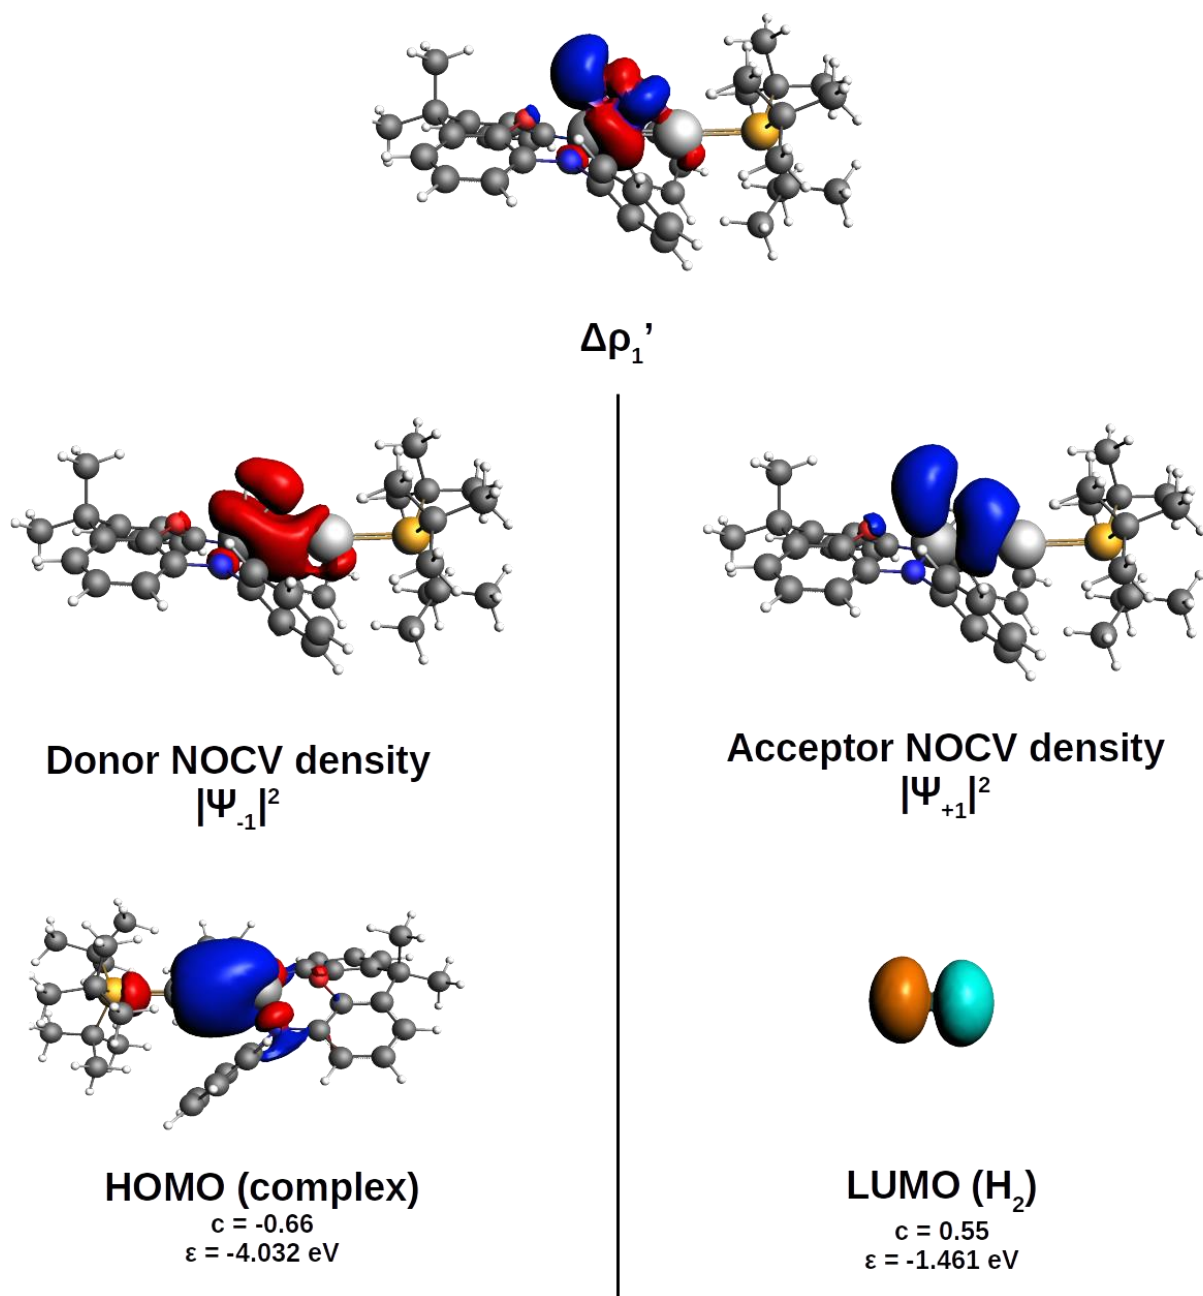 Δρ₁’
Donor NOCV density
|Ψ₋₁|²
Acceptor NOCV density
|Ψ₊₁|²
HOMO (complex)
c = -0.66
ε = -4.032 eV
LUMO (H₂)
c = 0.55
ε = -1.461 eV